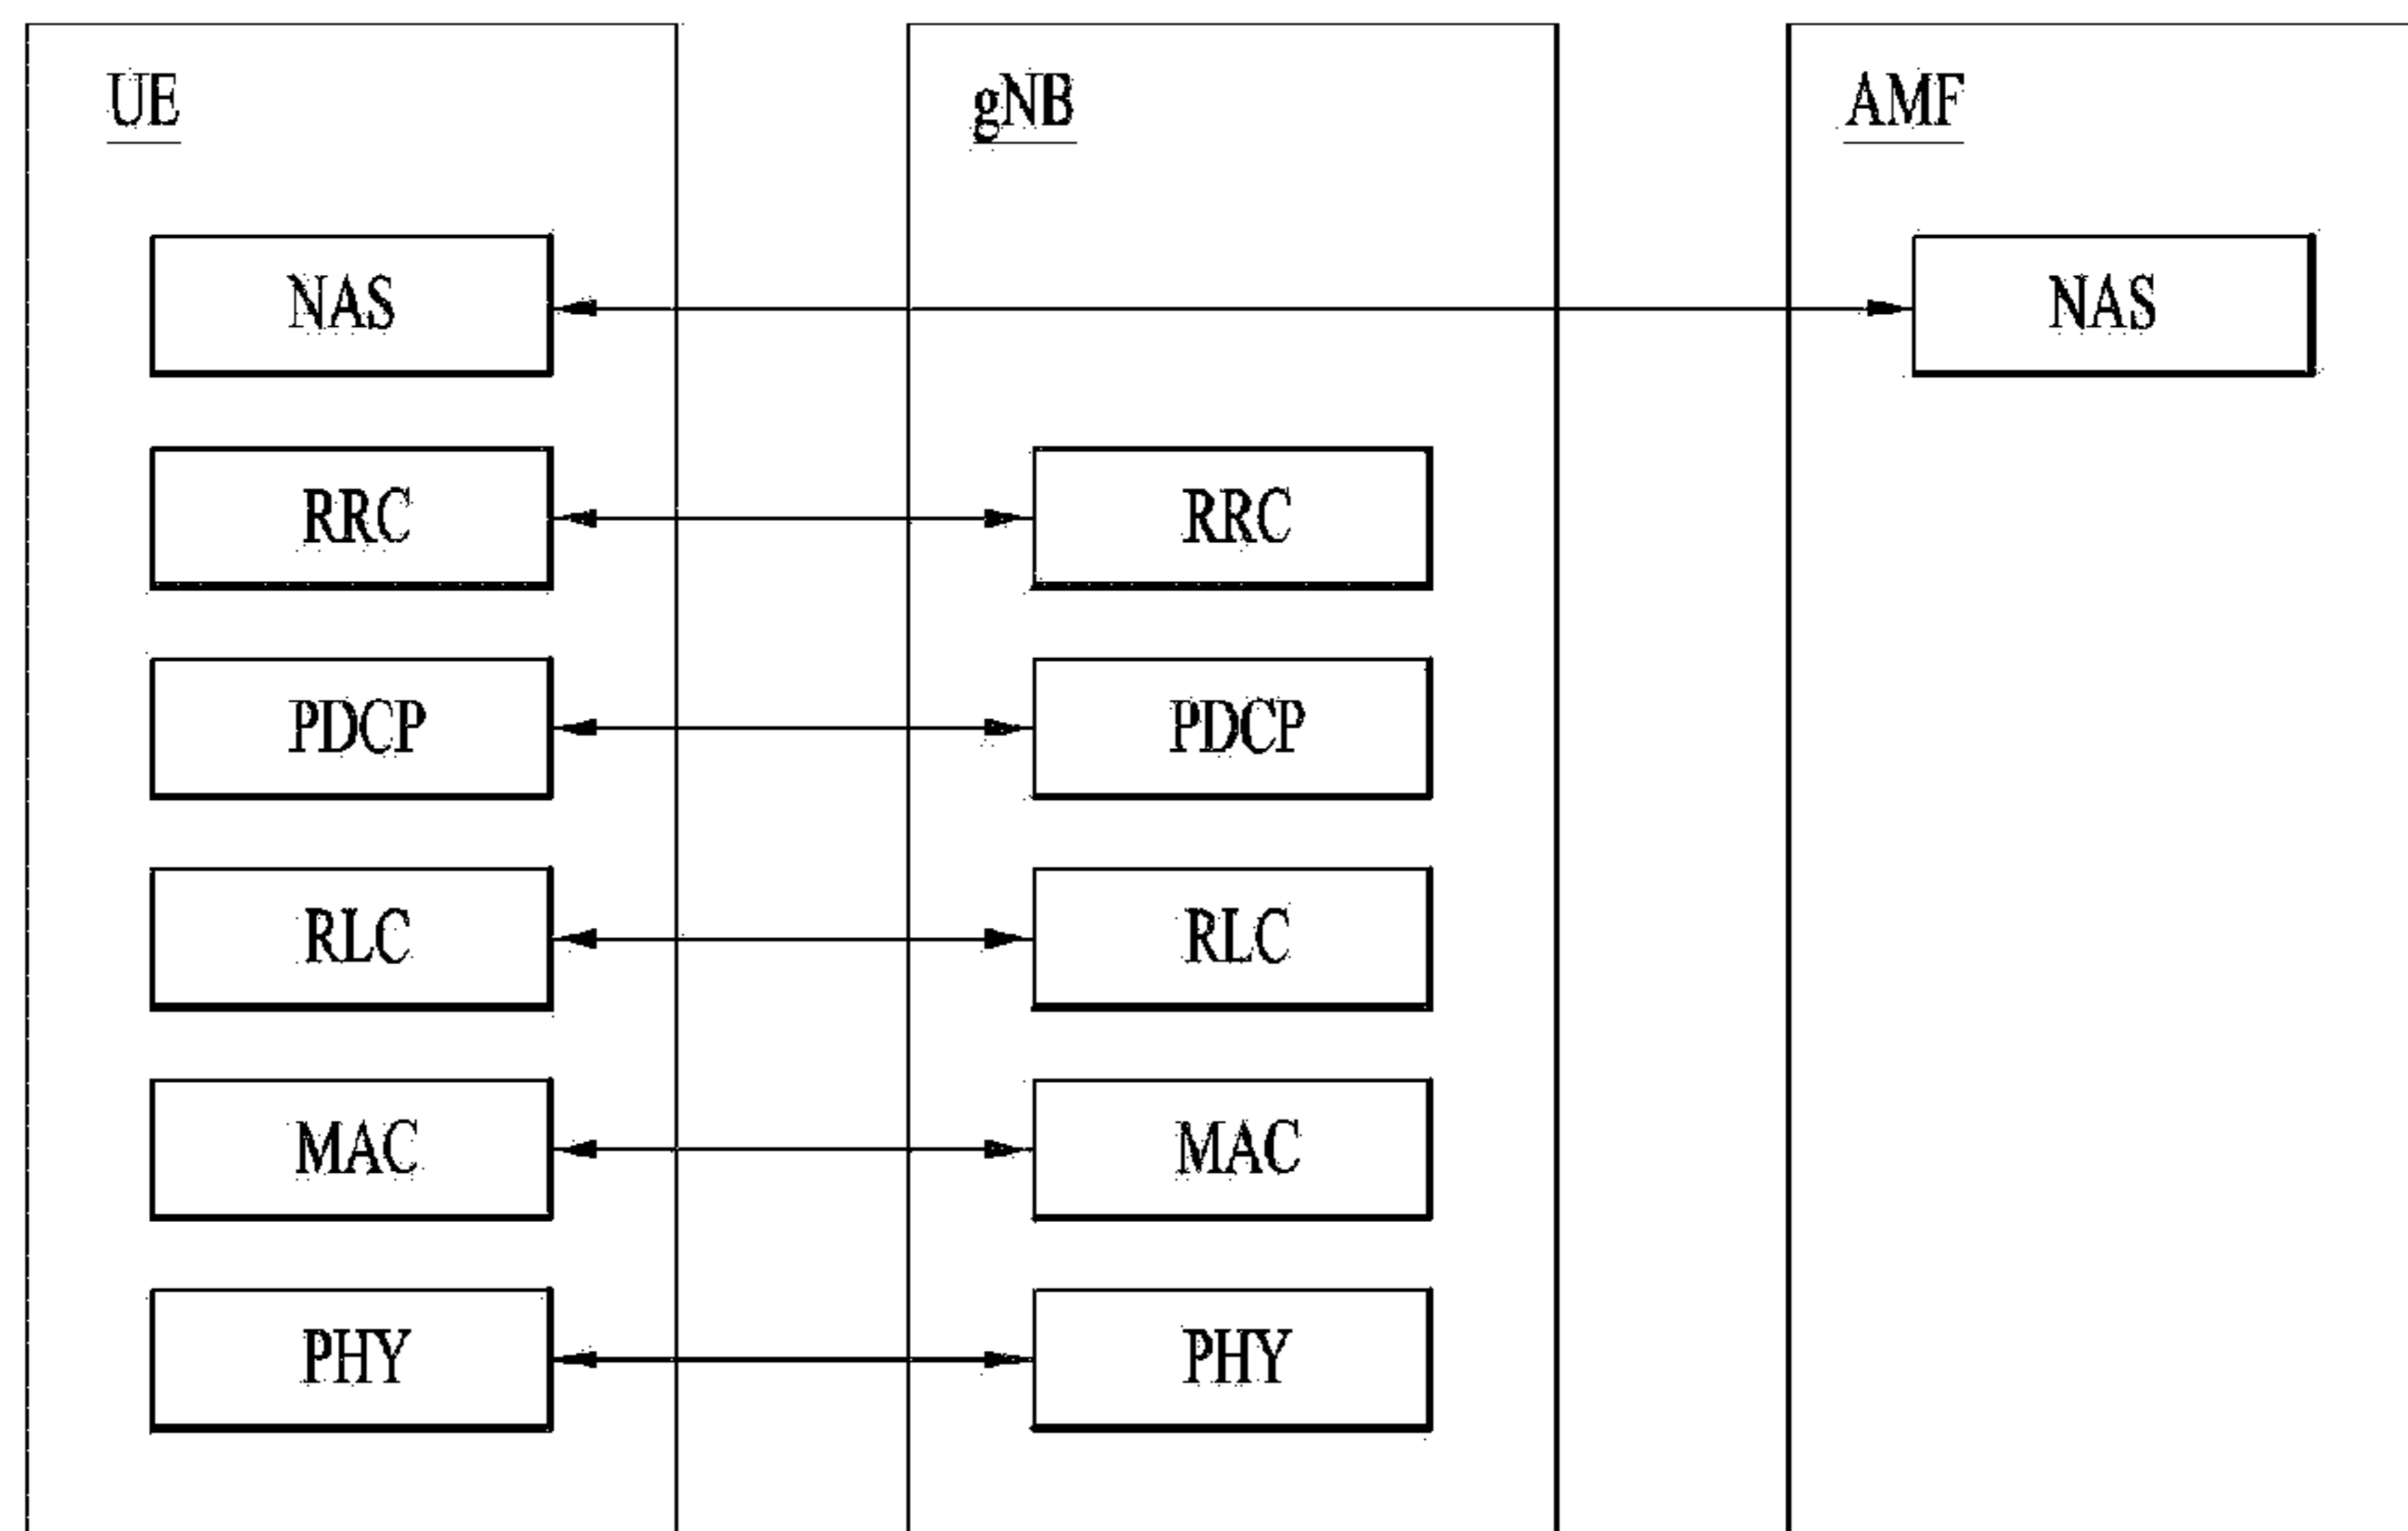 UE gNB AMF
NAS NAS
RRC RRC
PDCP PDCP
RLC RLC
MAC MAC
PHY PHY